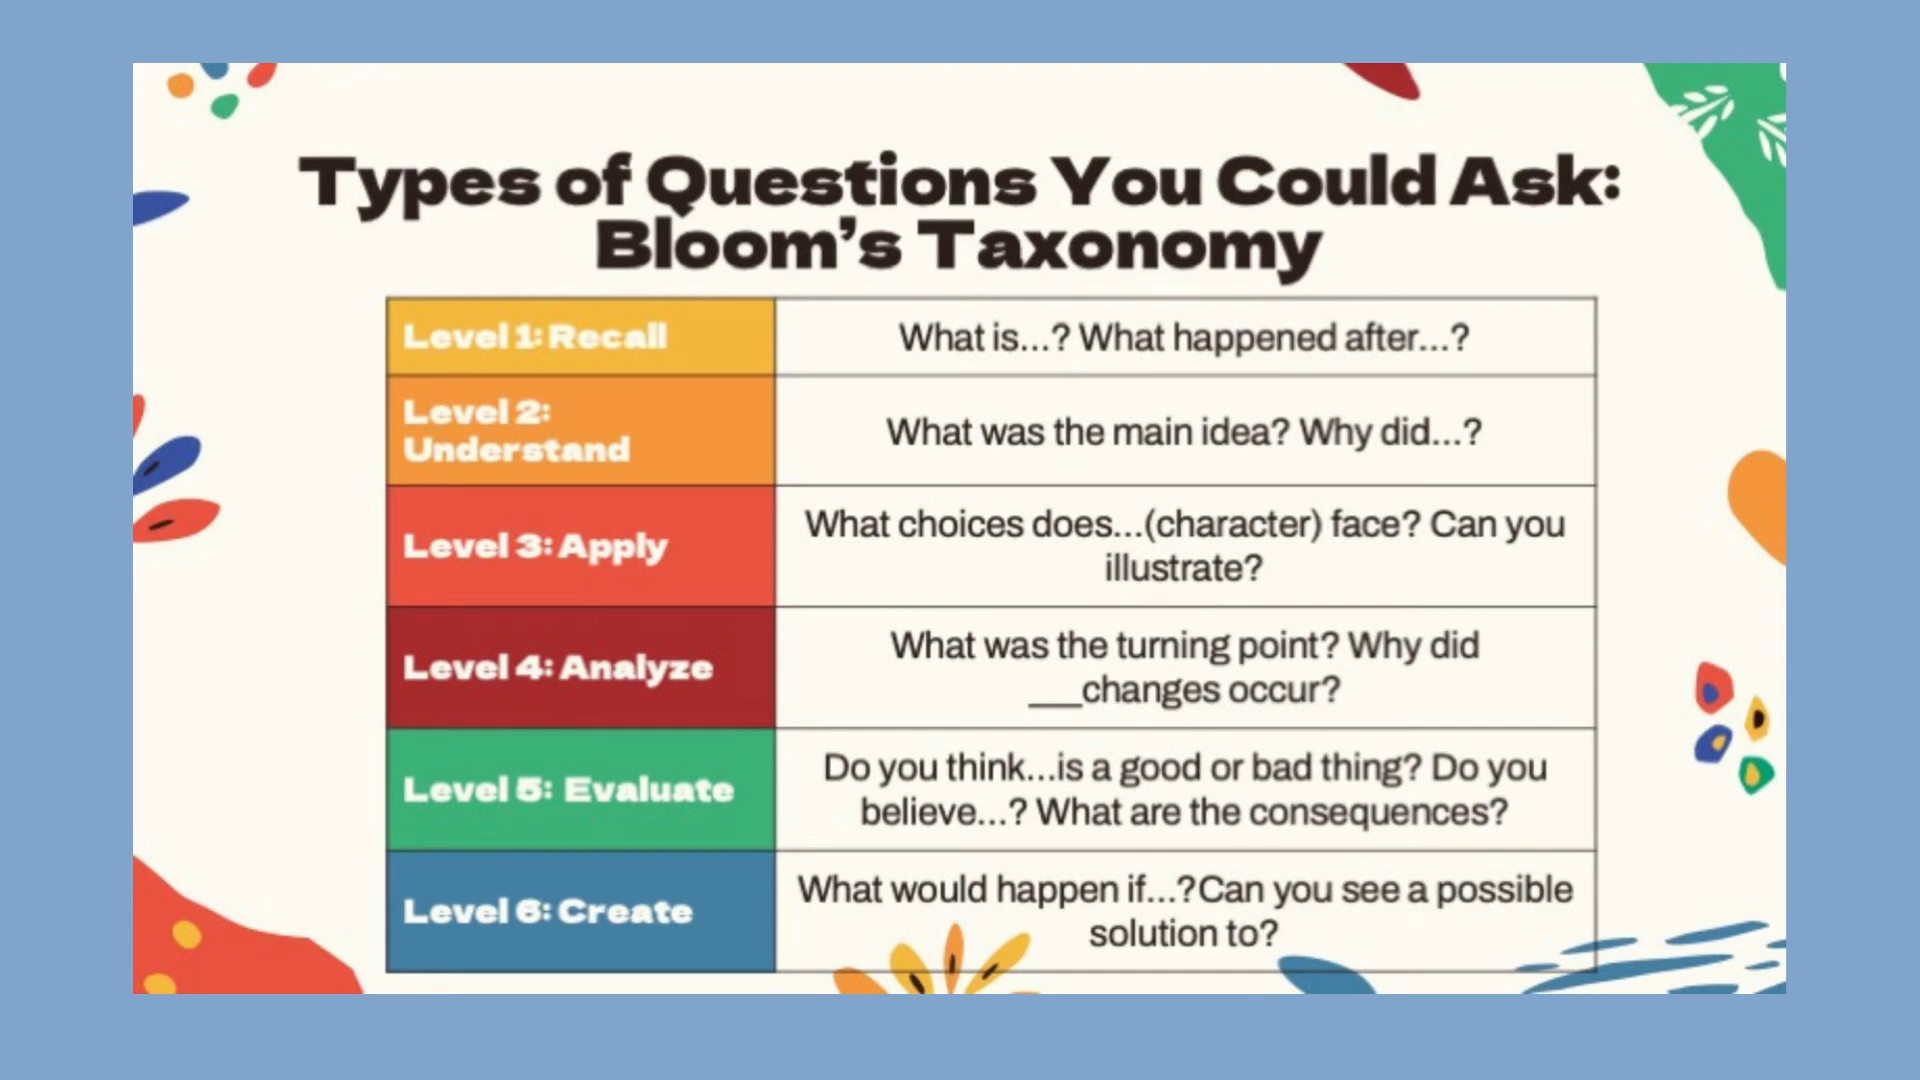 Types of Questions You Could Ask:
Bloom's Taxonomy
Level 1: Recall
What is...? What happened after...?
Level 2:
Understand
What was the main idea? Why did...?
Level 3: Apply
What choices does...(character) face? Can you
illustrate?
Level 4: Analyze
What was the turning point? Why did
___changes occur?
Level 5: Evaluate
Do you think...is a good or bad thing? Do you
believe...? What are the consequences?
Level 6: Create
What would happen if...?Can you see a possible
solution to?